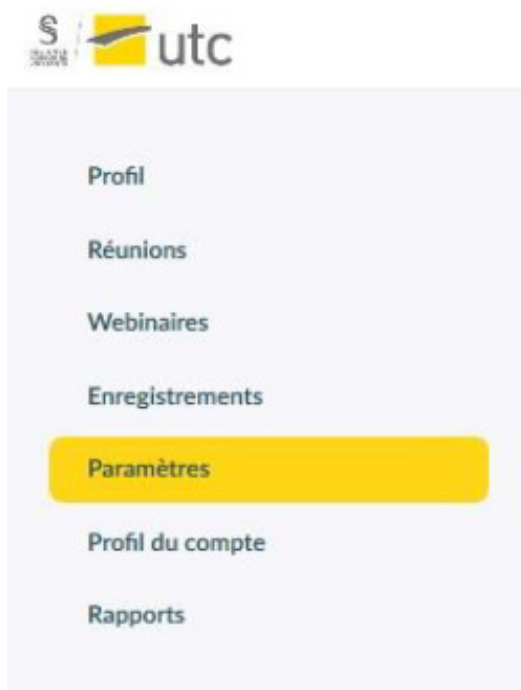 utc
Profil
Réunions
Webinaires
Enregistrements
Paramètres
Profil du compte
Rapports